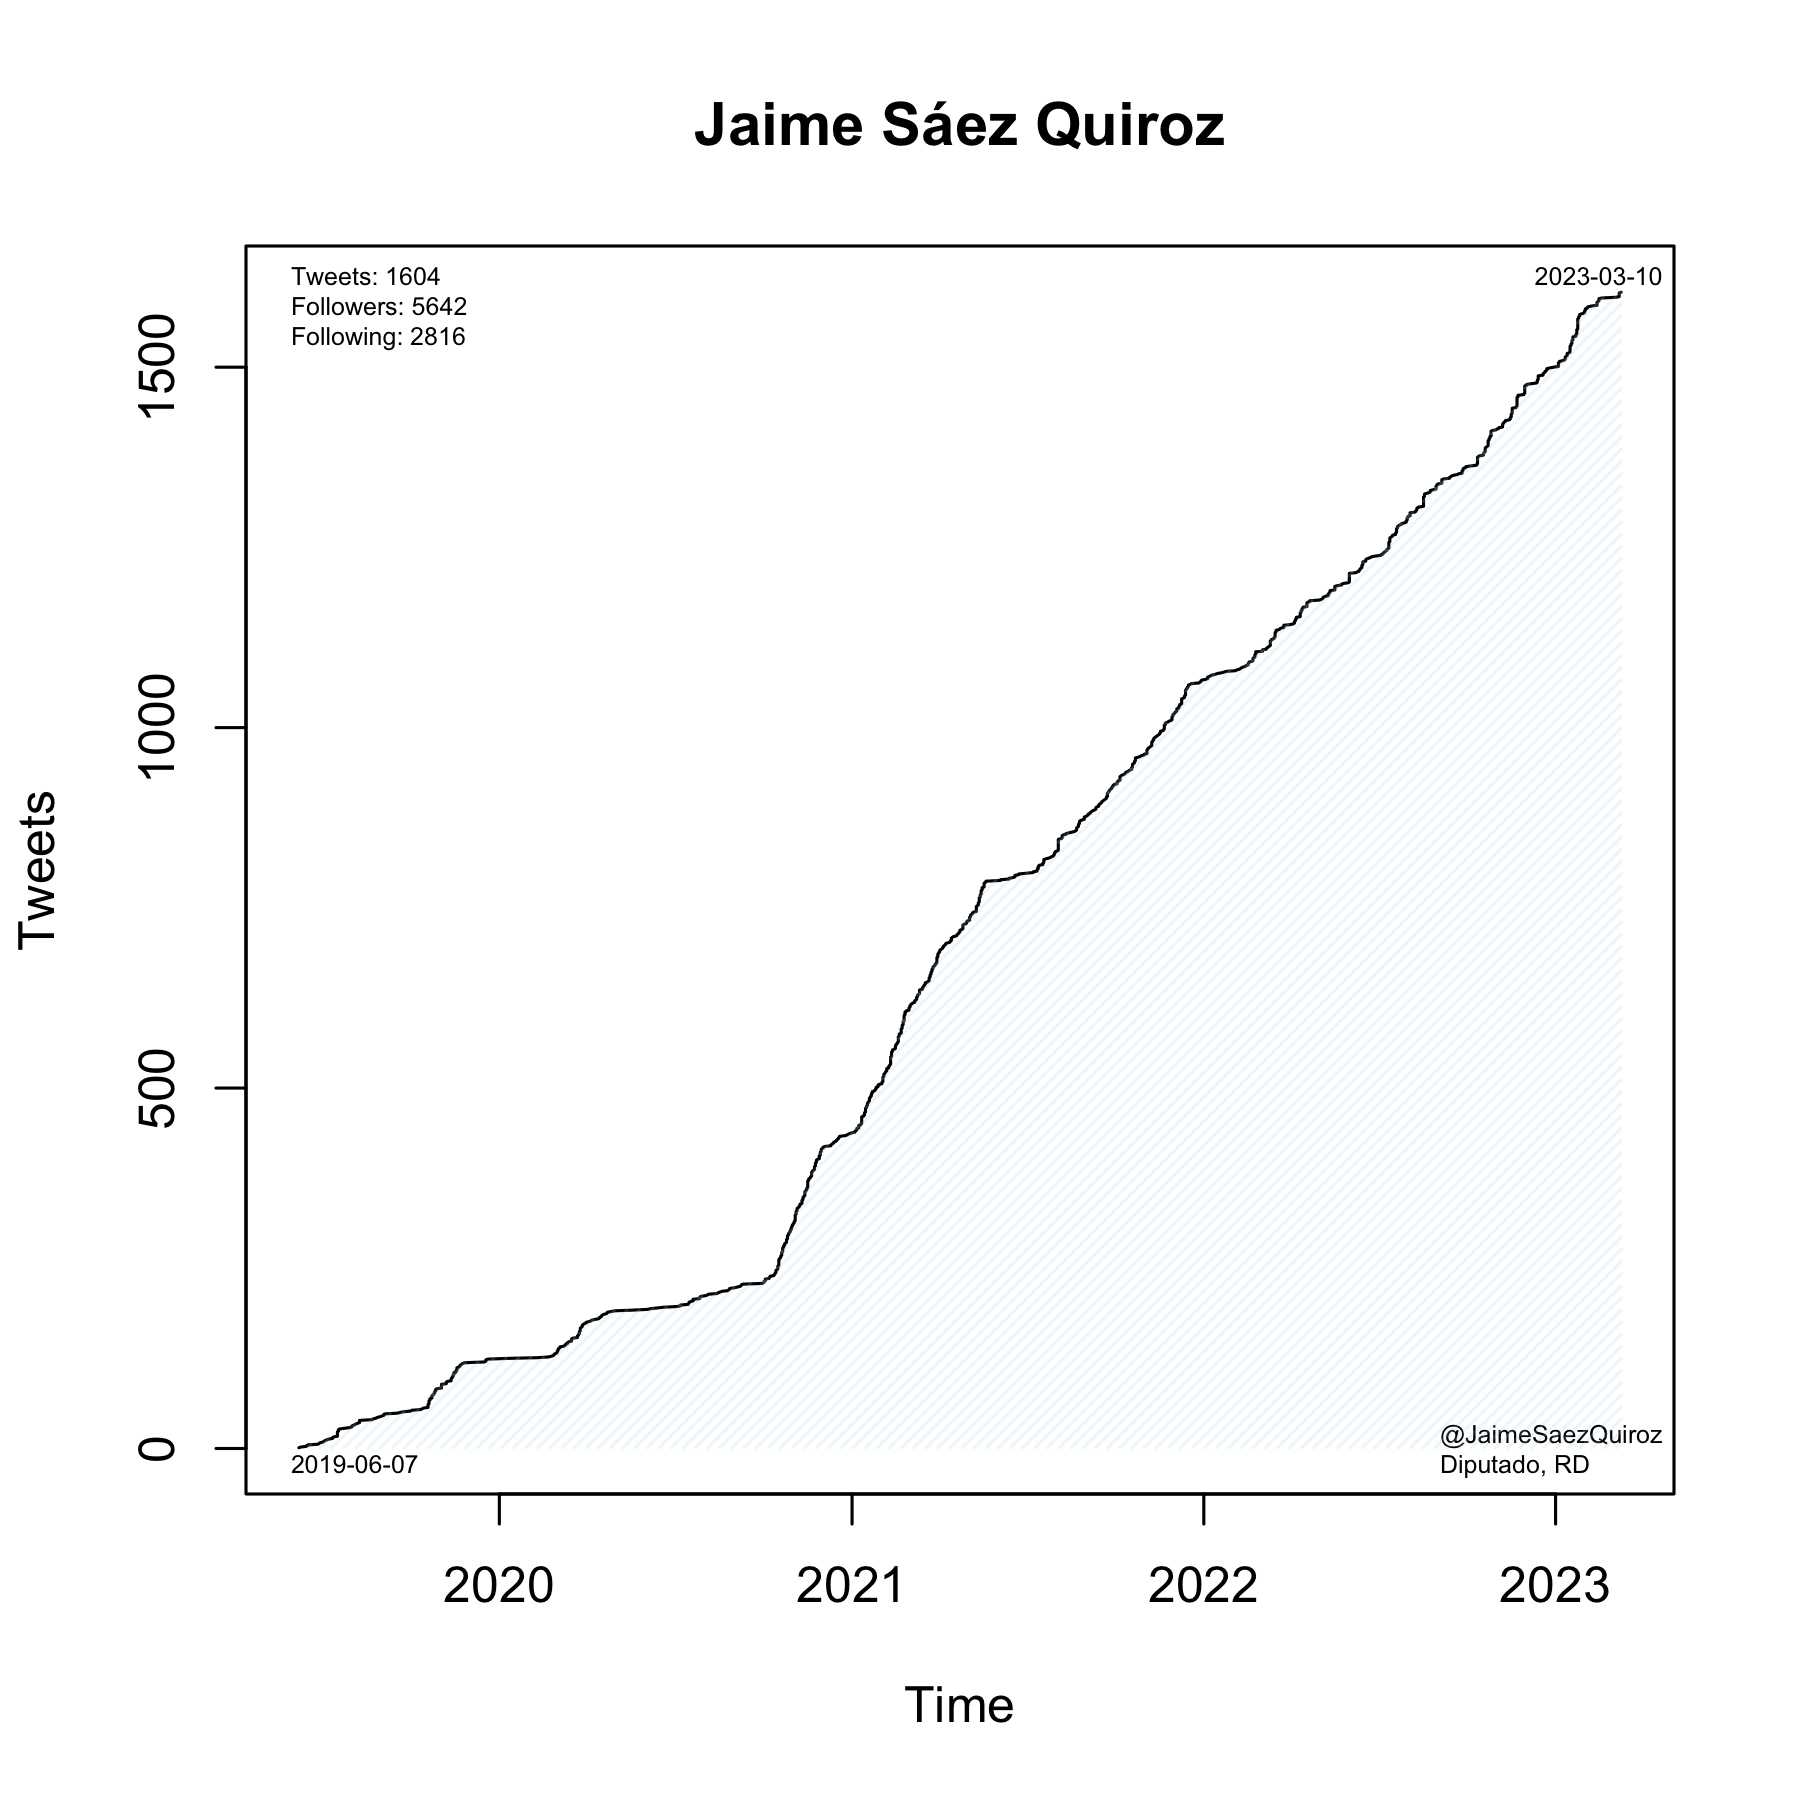 Jaime Sáez Quiroz
Tweets: 1604
Followers: 5642
Following: 2816
2023-03-10
1500
1000
500
0
Tweets
@JaimeSaezQuiroz
Diputado, RD
2019-06-07
2020
2021
2022
2023
Time